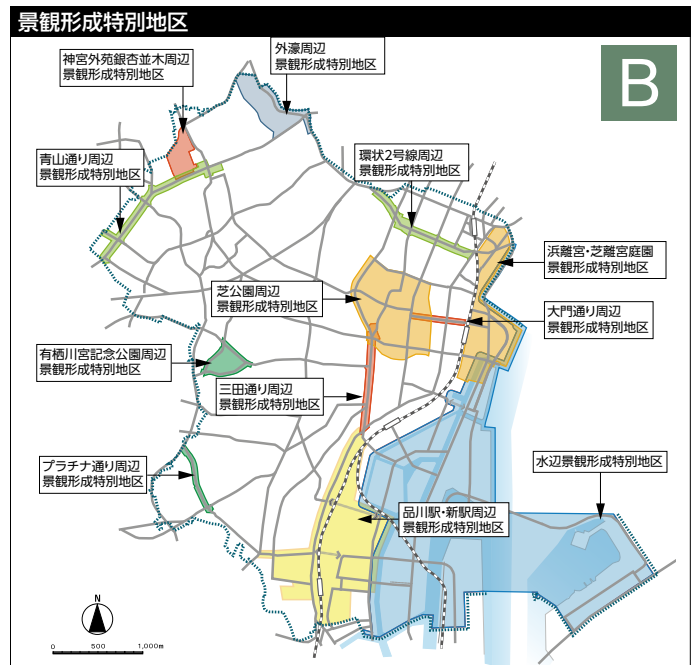 景観形成特別地区
B
神宮外苑銀杏並木周辺
景観形成特別地区
外濠周辺
景観形成特別地区
青山通り周辺
景観形成特別地区
環状2号線周辺
景観形成特別地区
浜離宮・芝離宮庭園
景観形成特別地区
芝公園周辺
景観形成特別地区
大門通り周辺
景観形成特別地区
有栖川宮記念公園周辺
景観形成特別地区
三田通り周辺
景観形成特別地区
プラチナ通り周辺
景観形成特別地区
水辺景観形成特別地区
品川駅・新駅周辺
景観形成特別地区
N
0 500 1,000m